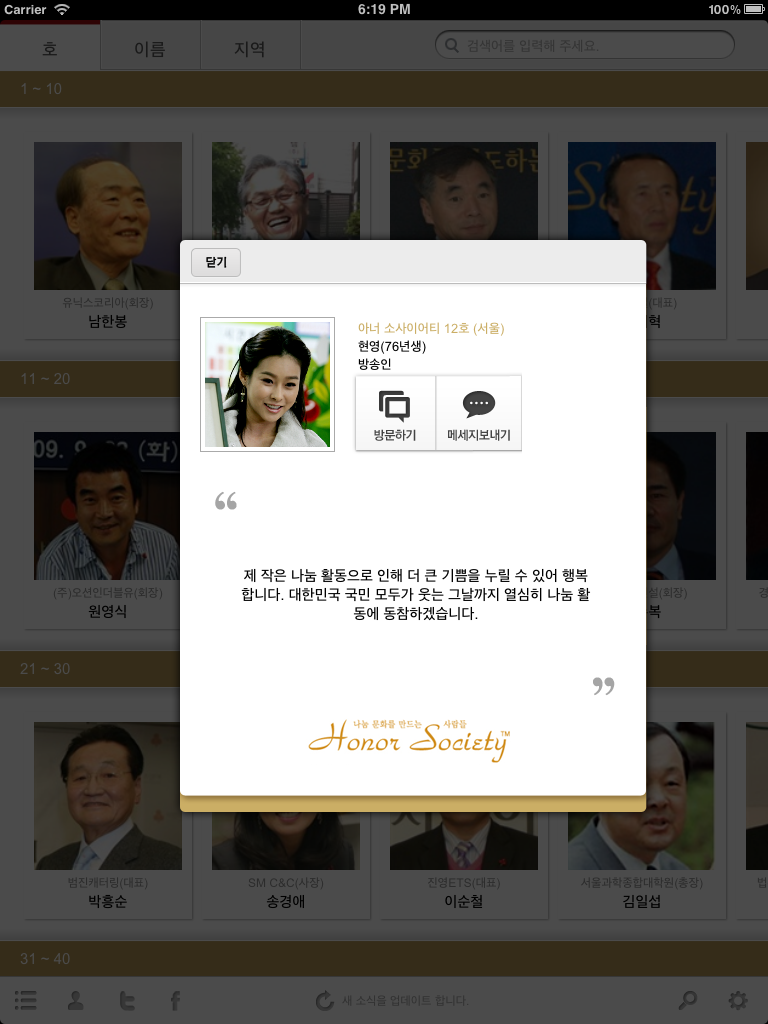 Carrier
6:19 PM
100%
호
이름
지역
검색어를 입력해 주세요.
1 ~ 10
유닉스코리아(회장)
남한봉
대표)
혁
닫기
아너 소사이어티 12호 (서울)
현영(76년생)
방송인
방문하기
메세지보내기
“
제 작은 나눔 활동으로 인해 더 큰 기쁨을 누릴 수 있어 행복
합니다. 대한민국 국민 모두가 웃는 그날까지 열심히 나눔 활
동에 동참하겠습니다.
”
나눔 문화를 만드는 사람들
Honor Society™
11 ~ 20
(주)오션인더블유(회장)
원영식
설(회장)
복
21 ~ 30
범진캐터링(대표)
박흥순
SM C&C(사장)
송경애
진영ETS(대표)
이순철
서울과학종합대학원(총장)
김일섭
31 ~ 40
새 소식을 업데이트 합니다.